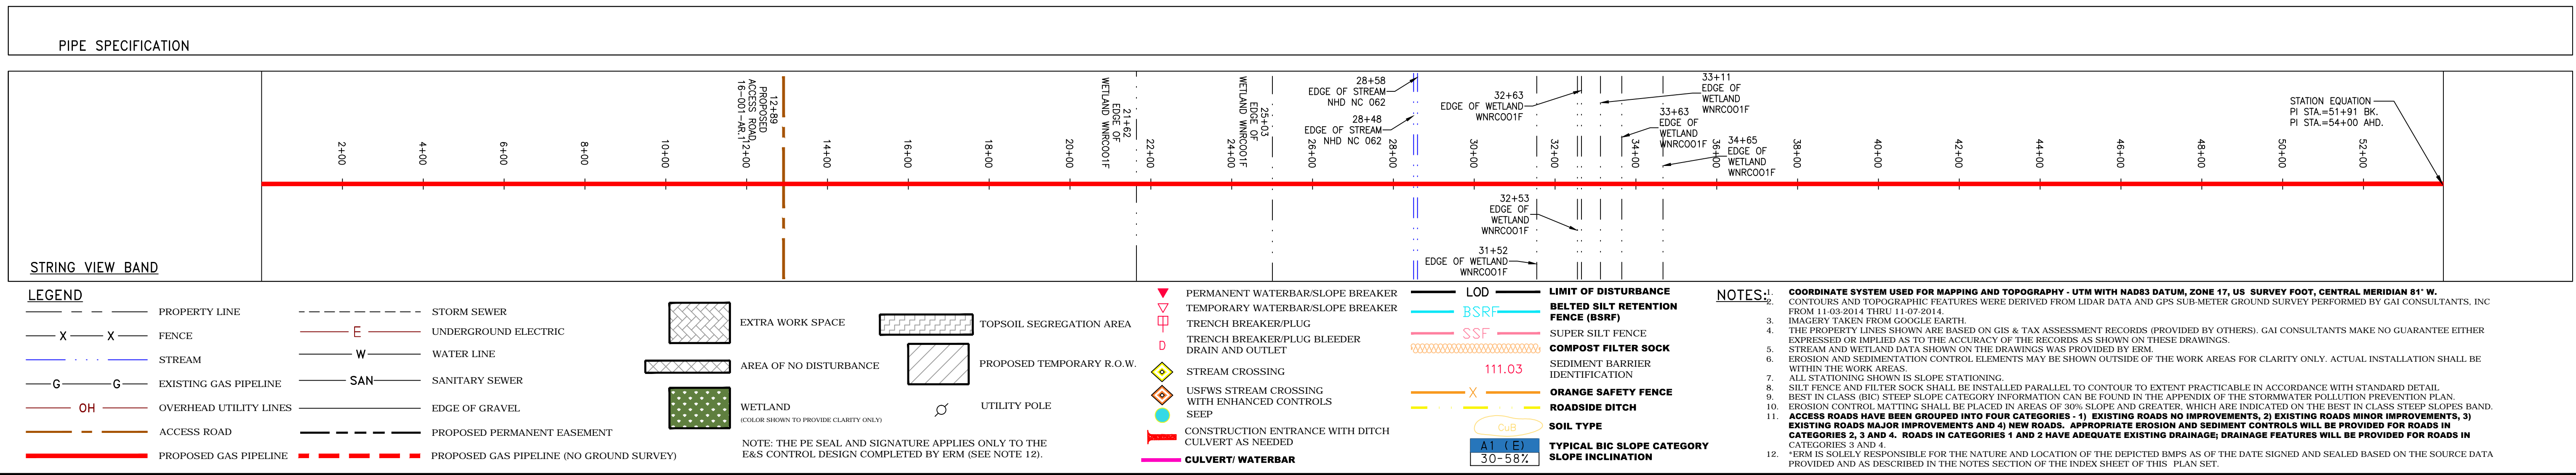 PIPE SPECIFICATION
12+89
PROPOSED
ACCESS ROAD
16-001-AR.1
21+62
EDGE OF
WETLAND WNRC001F
25+03
EDGE OF
WETLAND WNRC001F
28+58
EDGE OF STREAM
NHD NC 062
28+48
EDGE OF STREAM
NHD NC 062
32+63
EDGE OF WETLAND
WNRC001F
33+11
EDGE OF
WETLAND
WNRC001F
33+63
EDGE OF
WETLAND
WNRC001F
34+65
EDGE OF
WETLAND
WNRC001F
STATION EQUATION
PI STA.=51+91 BK.
PI STA.=54+00 AHD.
2+00
4+00
6+00
8+00
10+00
12+00
14+00
16+00
18+00
20+00
22+00
24+00
26+00
28+00
30+00
32+00
34+00
36+00
38+00
40+00
42+00
44+00
46+00
48+00
50+00
52+00
32+53
EDGE OF
WETLAND
WNRC001F
31+52
EDGE OF WETLAND
WNRC001F
STRING VIEW BAND
LEGEND
PROPERTY LINE
X X FENCE
STREAM
G G EXISTING GAS PIPELINE
OH OVERHEAD UTILITY LINES
ACCESS ROAD
PROPOSED GAS PIPELINE
STORM SEWER
E UNDERGROUND ELECTRIC
W WATER LINE
SAN SANITARY SEWER
EDGE OF GRAVEL
PROPOSED PERMANENT EASEMENT
PROPOSED GAS PIPELINE (NO GROUND SURVEY)
EXTRA WORK SPACE
AREA OF NO DISTURBANCE
WETLAND
(COLOR SHOWN TO PROVIDE CLARITY ONLY)
TOPSOIL SEGREGATION AREA
PROPOSED TEMPORARY R.O.W.
UTILITY POLE
NOTE: THE PE SEAL AND SIGNATURE APPLIES ONLY TO THE
E&S CONTROL DESIGN COMPLETED BY ERM (SEE NOTE 12).
PERMANENT WATERBAR/SLOPE BREAKER
TEMPORARY WATERBAR/SLOPE BREAKER
TRENCH BREAKER/PLUG
D TRENCH BREAKER/PLUG BLEEDER
DRAIN AND OUTLET
STREAM CROSSING
USFWS STREAM CROSSING
WITH ENHANCED CONTROLS
SEEP
CONSTRUCTION ENTRANCE WITH DITCH
CULVERT AS NEEDED
CULVERT/ WATERBAR
LOD LIMIT OF DISTURBANCE
BSRF BELTED SILT RETENTION
FENCE (BSRF)
SSF SUPER SILT FENCE
COMPOST FILTER SOCK
111.03 SEDIMENT BARRIER
IDENTIFICATION
X ORANGE SAFETY FENCE
ROADSIDE DITCH
CuB SOIL TYPE
A1 (E) TYPICAL BIC SLOPE CATEGORY
30-58% SLOPE INCLINATION
NOTES:
1. COORDINATE SYSTEM USED FOR MAPPING AND TOPOGRAPHY - UTM WITH NAD83 DATUM, ZONE 17, US SURVEY FOOT, CENTRAL MERIDIAN 81° W.
2. CONTOURS AND TOPOGRAPHIC FEATURES WERE DERIVED FROM LIDAR DATA AND GPS SUB-METER GROUND SURVEY PERFORMED BY GAI CONSULTANTS, INC
FROM 11-03-2014 THRU 11-07-2014.
3. IMAGERY TAKEN FROM GOOGLE EARTH.
4. THE PROPERTY LINES SHOWN ARE BASED ON GIS & TAX ASSESSMENT RECORDS (PROVIDED BY OTHERS). GAI CONSULTANTS MAKE NO GUARANTEE EITHER
EXPRESSED OR IMPLIED AS TO THE ACCURACY OF THE RECORDS AS SHOWN ON THESE DRAWINGS.
5. STREAM AND WETLAND DATA SHOWN ON THE DRAWINGS WAS PROVIDED BY ERM.
6. EROSION AND SEDIMENTATION CONTROL ELEMENTS MAY BE SHOWN OUTSIDE OF THE WORK AREAS FOR CLARITY ONLY. ACTUAL INSTALLATION SHALL BE
WITHIN THE WORK AREAS.
7. ALL STATIONING SHOWN IS SLOPE STATIONING.
8. SILT FENCE AND FILTER SOCK SHALL BE INSTALLED PARALLEL TO CONTOUR TO EXTENT PRACTICABLE IN ACCORDANCE WITH STANDARD DETAIL
9. BEST IN CLASS (BIC) STEEP SLOPE CATEGORY INFORMATION CAN BE FOUND IN THE APPENDIX OF THE STORMWATER POLLUTION PREVENTION PLAN.
10. EROSION CONTROL MATTING SHALL BE PLACED IN AREAS OF 30% SLOPE AND GREATER, WHICH ARE INDICATED ON THE BEST IN CLASS STEEP SLOPES BAND.
11. ACCESS ROADS HAVE BEEN GROUPED INTO FOUR CATEGORIES - 1) EXISTING ROADS NO IMPROVEMENTS, 2) EXISTING ROADS MINOR IMPROVEMENTS, 3)
EXISTING ROADS MAJOR IMPROVEMENTS AND 4) NEW ROADS. APPROPRIATE EROSION AND SEDIMENT CONTROLS WILL BE PROVIDED FOR ROADS IN
CATEGORIES 2, 3 AND 4. ROADS IN CATEGORIES 1 AND 2 HAVE ADEQUATE EXISTING DRAINAGE; DRAINAGE FEATURES WILL BE PROVIDED FOR ROADS IN
CATEGORIES 3 AND 4.
12. *ERM IS SOLELY RESPONSIBLE FOR THE NATURE AND LOCATION OF THE DEPICTED BMPS AS OF THE DATE SIGNED AND SEALED BASED ON THE SOURCE DATA
PROVIDED AND AS DESCRIBED IN THE NOTES SECTION OF THE INDEX SHEET OF THIS PLAN SET.